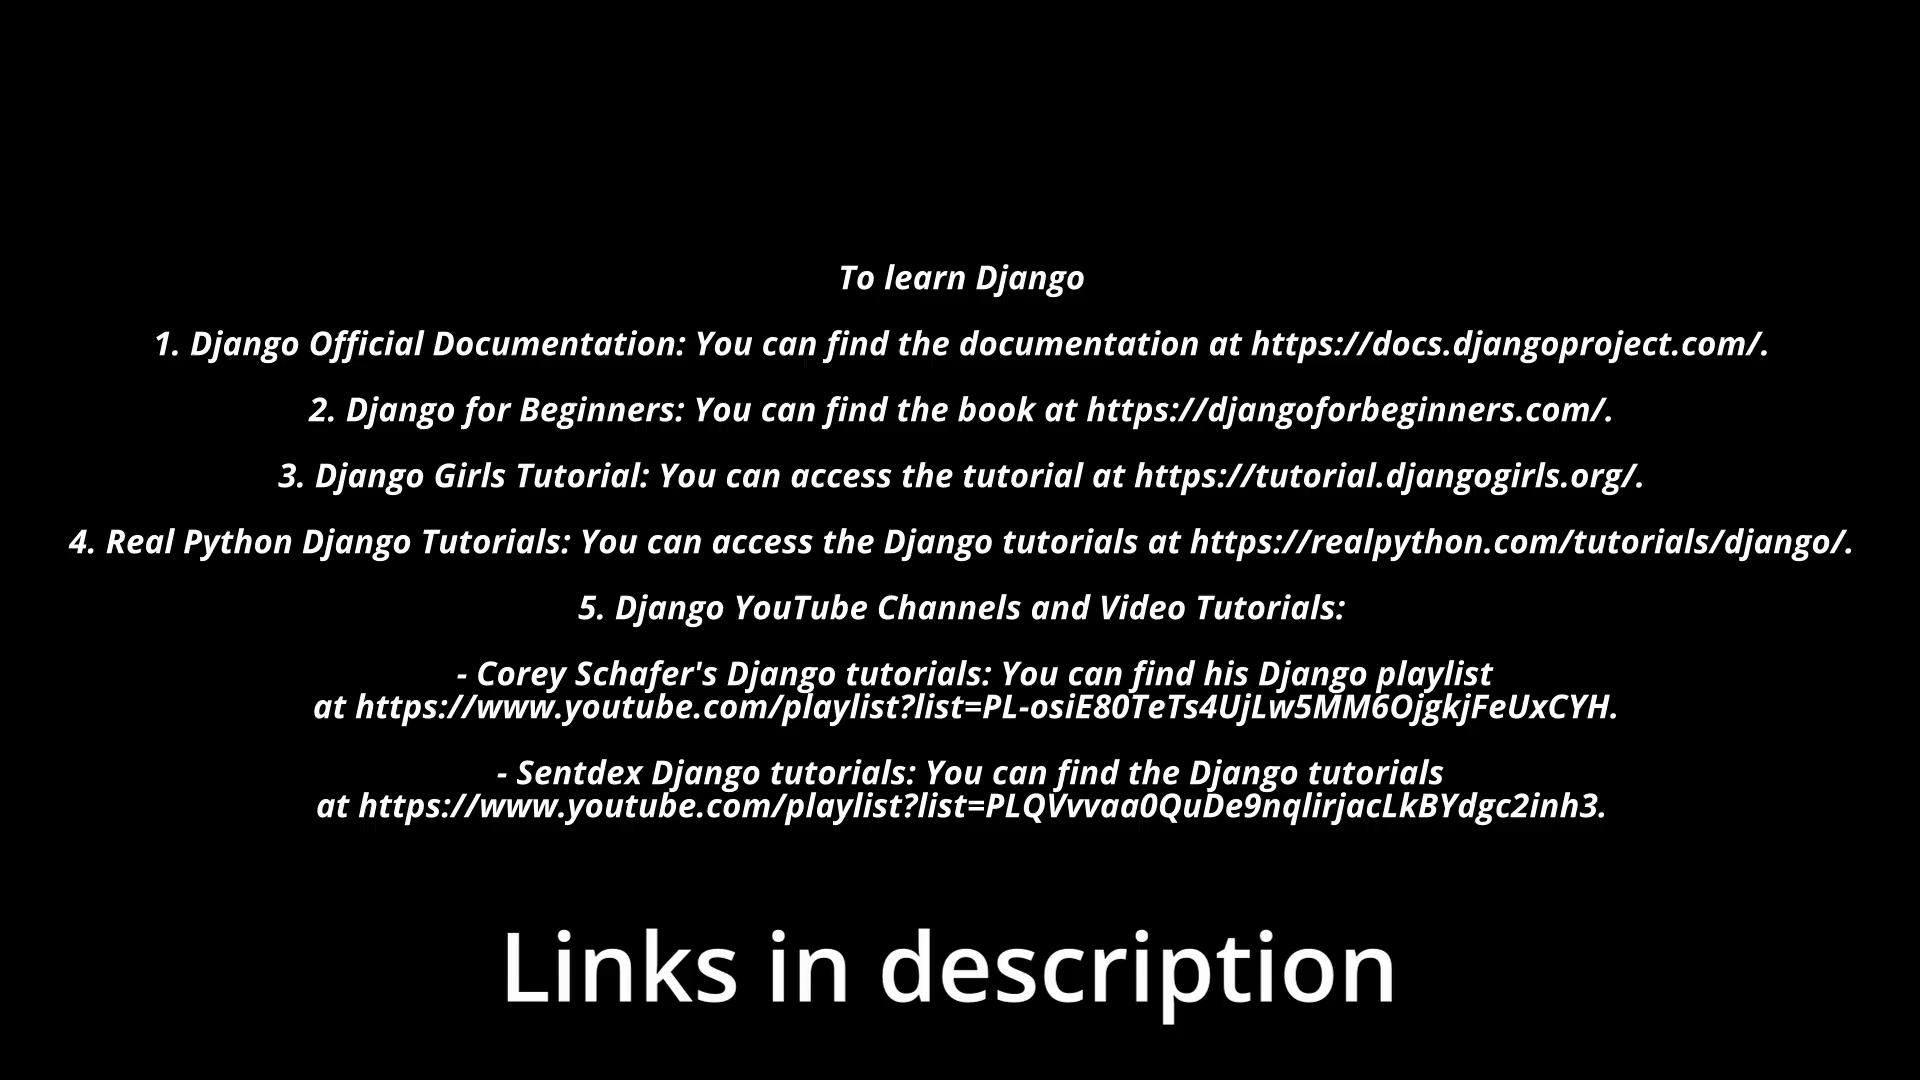 To learn Django
1. Django Official Documentation: You can find the documentation at https://docs.djangoproject.com/.
2. Django for Beginners: You can find the book at https://djangoforbeginners.com/.
3. Django Girls Tutorial: You can access the tutorial at https://tutorial.djangogirls.org/.
4. Real Python Django Tutorials: You can access the Django tutorials at https://realpython.com/tutorials/django/.
5. Django YouTube Channels and Video Tutorials:
- Corey Schafer's Django tutorials: You can find his Django playlist
at https://www.youtube.com/playlist?list=PL-osiE80TeTs4UjLw5MM6OjgkjFeUxCYH.
- Sentdex Django tutorials: You can find the Django tutorials
at https://www.youtube.com/playlist?list=PLQVvvaa0QuDe9nqlirjacLkBYdgc2inh3.
Links in description